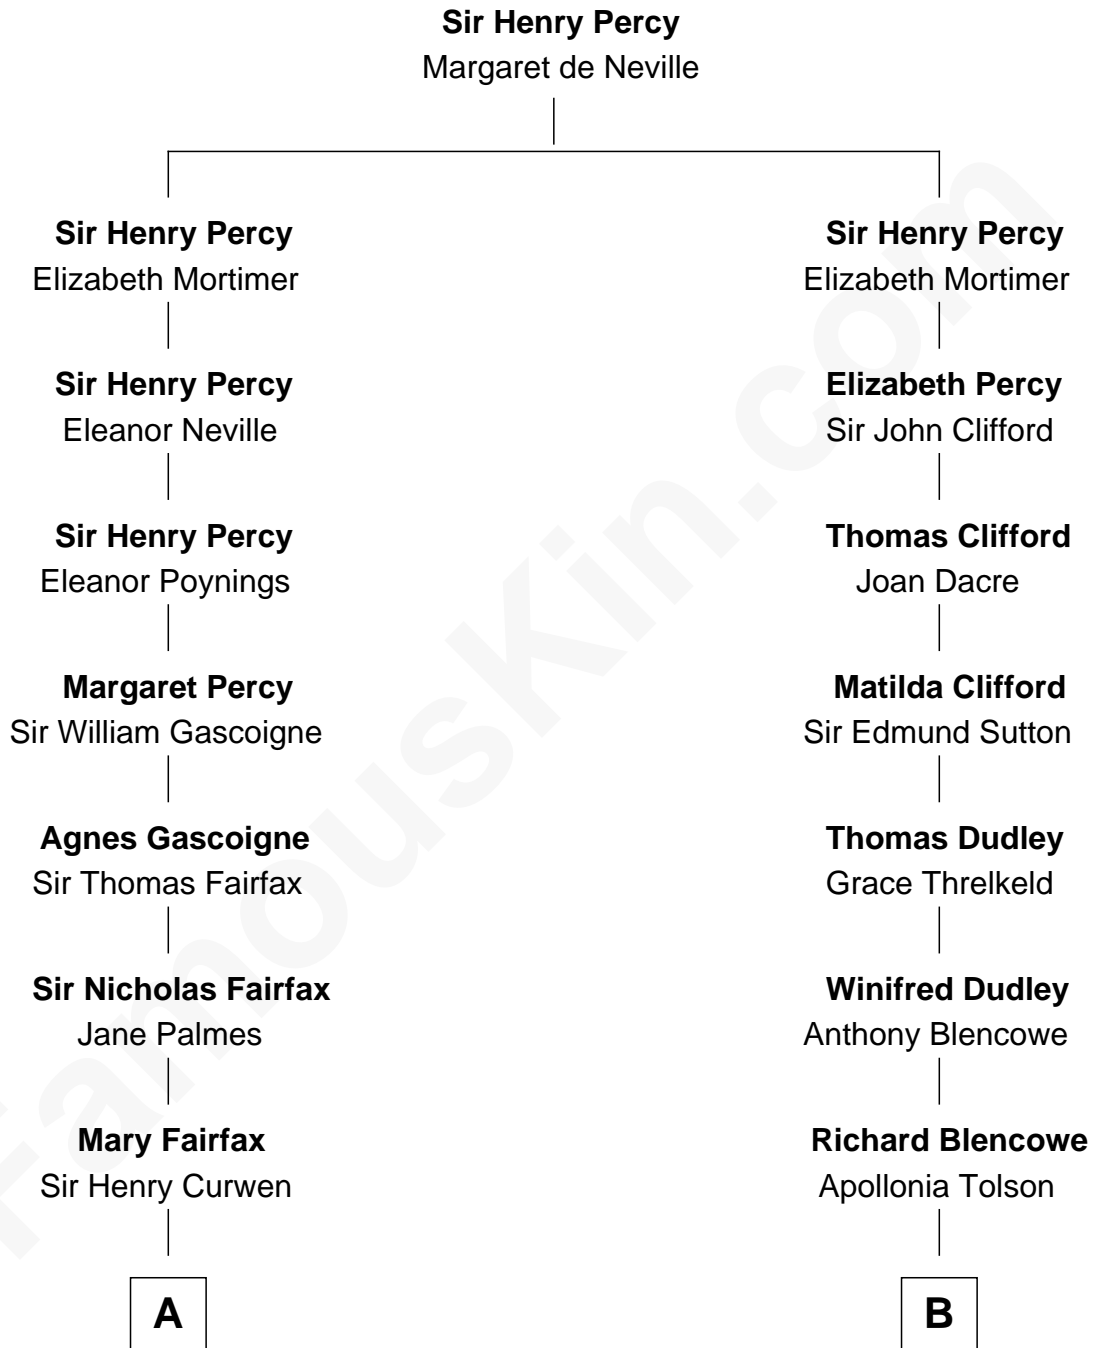 Sir Henry Percy
Margaret de Neville
Sir Henry Percy
Elizabeth Mortimer
Sir Henry Percy
Eleanor Neville
Sir Henry Percy
Eleanor Poynings
Margaret Percy
Sir William Gascoigne
Agnes Gascoigne
Sir Thomas Fairfax
Sir Nicholas Fairfax
Jane Palmes
Mary Fairfax
Sir Henry Curwen
A
Sir Henry Percy
Elizabeth Mortimer
Elizabeth Percy
Sir John Clifford
Thomas Clifford
Joan Dacre
Matilda Clifford
Sir Edmund Sutton
Thomas Dudley
Grace Threlkeld
Winifred Dudley
Anthony Blencowe
Richard Blencowe
Apollonia Tolson
B
FamousKin.com